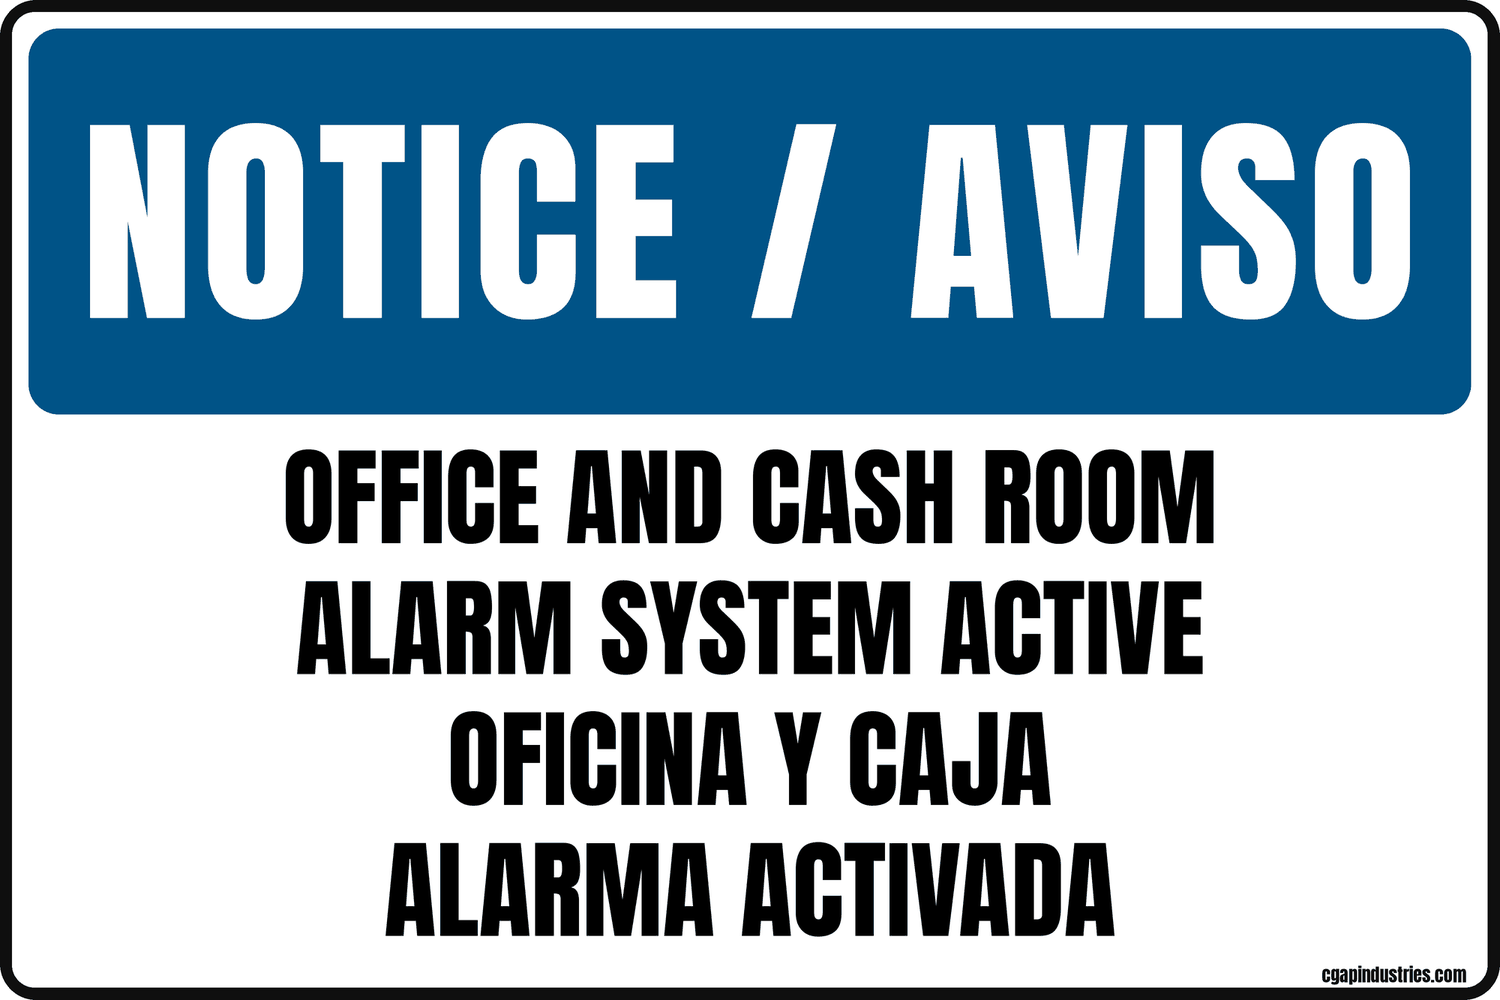 NOTICE / AVISO
OFFICE AND CASH ROOM
ALARM SYSTEM ACTIVE
OFICINA Y CAJA
ALARMA ACTIVADA
cgapindustries.com